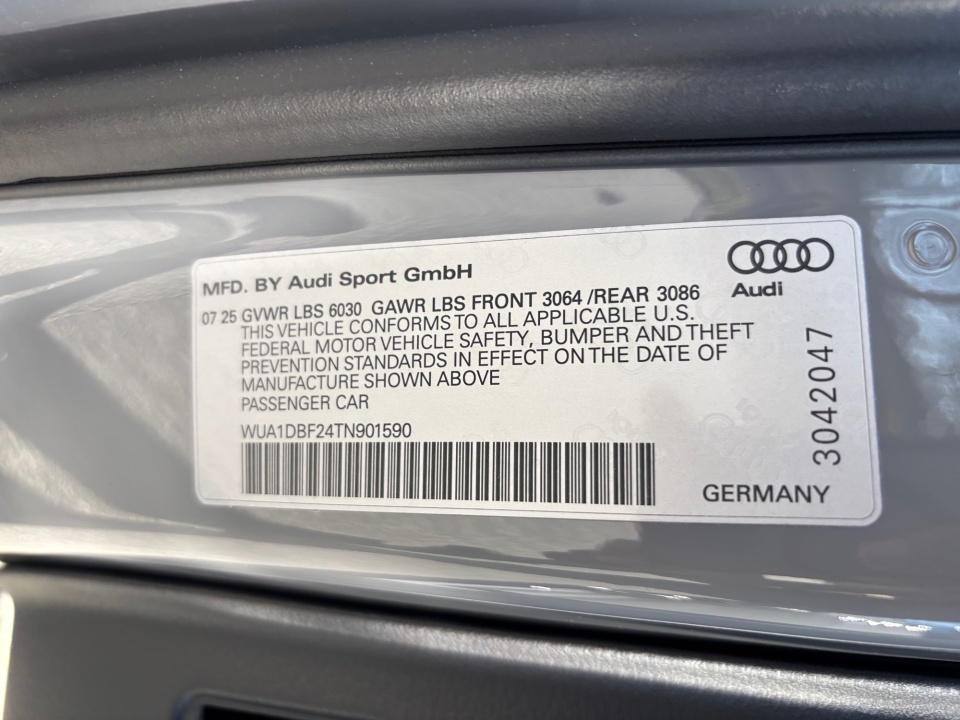 MFD. BY Audi Sport GmbH
Audi
07 25 GVWR LBS 6030 GAWR LBS FRONT 3064 /REAR 3086
THIS VEHICLE CONFORMS TO ALL APPLICABLE U.S.
FEDERAL MOTOR VEHICLE SAFETY, BUMPER AND THEFT
PREVENTION STANDARDS IN EFFECT ON THE DATE OF
MANUFACTURE SHOWN ABOVE
PASSENGER CAR
WUA1DBF24TN901590
GERMANY
3042047